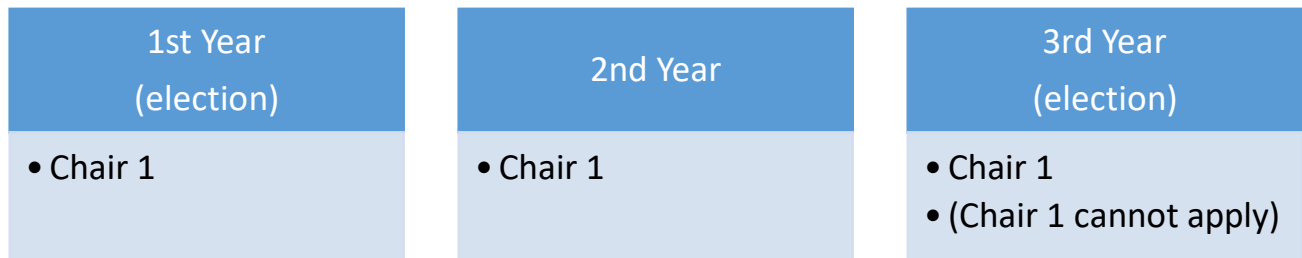 1st Year
(election)
• Chair 1
2nd Year
• Chair 1
3rd Year
(election)
• Chair 1
• (Chair 1 cannot apply)